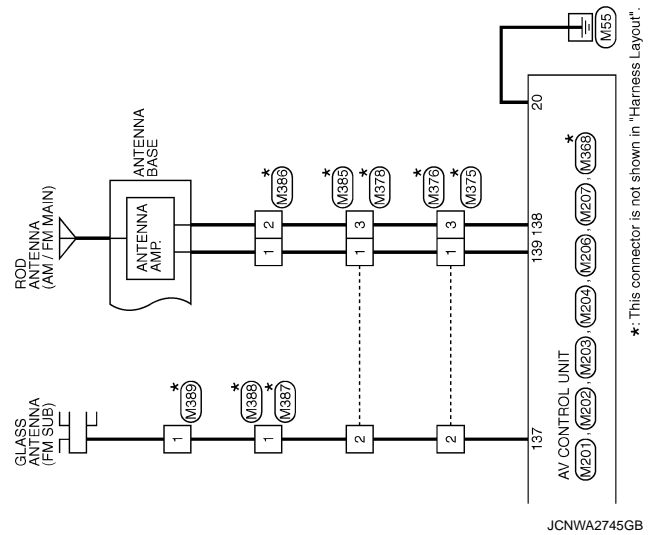 ROD
ANTENNA
(AM / FM MAIN)
ANTENNA
BASE
ANTENNA
AMP.
GLASS
ANTENNA
(FM SUB)
1
2
* M386
1
3
* M385
* M378
1
3
* M376
* M375
1
* M389
1
* M388
* M387
2
2
137
139
138
20
M55
AV CONTROL UNIT
M201 , M202 , M203 , M204 , M206 , M207 , * M368
*: This connector is not shown in "Harness Layout".
JCNWA2745GB